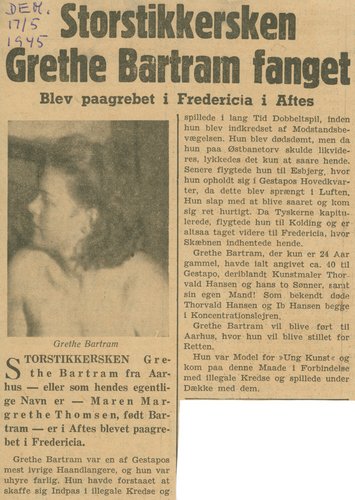 DEM.
17/5
1945
Storstikkersken
Grethe Bartram fanget
Blev paagrebet i Fredericia i Aftes
Grethe Bartram
STORSTIKKERSKEN Gre-
the Bartram fra Aar-
hus — eller som hendes egentli-
ge Navn er — Maren Mar-
grethe Thomsen, født Bar-
tram — er i Aftes blevet paagre-
bet i Fredericia.
Grethe Bartram var en af Gestapos
mest ivrige Haandlangere, og hun var
uhyre farlig. Hun havde forstaaet at
skaffe sig Indpas i illegale Kredse og
spillede i lang Tid Dobbeltspil, inden
hun blev indkredset af Modstandsbe-
vægelsen. Hun blev dødsdømt, men da
hun paa Østbanetorv skulde likvide-
res, lykkedes det kun at saare hende.
Senere flygtede hun til Esbjerg, hvor
hun opholdt sig i Gestapos Hovedkvar-
ter, da dette blev sprængt i Luften.
Hun slap med at blive saaret og kom
sig ret hurtigt. Da Tyskerne kapitu-
lerede, flygtede hun til Kolding og er
altsaa taget videre til Fredericia, hvor
Skæbnen indhentede hende.
Grethe Bartram, der kun er 24 Aar
gammel, havde ialt angivet ca. 40 til
Gestapo, deriblandt Kunstmaler Thor-
vald Hansen og hans to Sønner, samt
sin egen Mand! Som bekendt døde
Thorvald Hansen og Ib Hansen begge
i Koncentrationslejren.
Grethe Bartram vil blive ført til
Aarhus, hvor hun vil blive stillet for
Retten.
Hun var Model for »Ung Kunst« og
kom paa denne Maade i Forbindelse
med illegale Kredse og spillede under
Dække med dem.